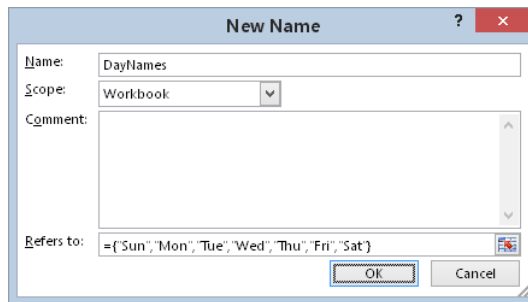 New Name
?
×
Name:
DayNames
Scope:
Workbook
Comment:
Refers to:
={"Sun","Mon","Tue","Wed","Thu","Fri","Sat"}
OK
Cancel